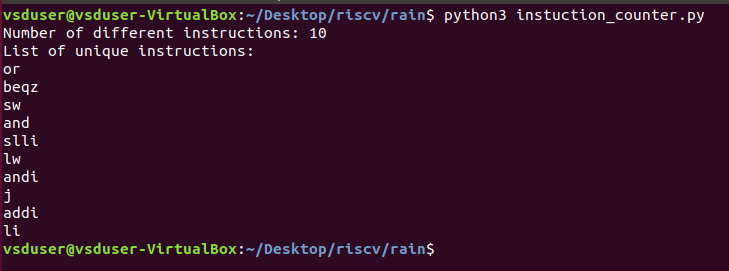 vsduser@vsduser-VirtualBox:~/Desktop/riscv/rain$ python3 instuction_counter.py
Number of different instructions: 10
List of unique instructions:
or
beqz
sw
and
slli
lw
andi
j
addi
li
vsduser@vsduser-VirtualBox:~/Desktop/riscv/rain$